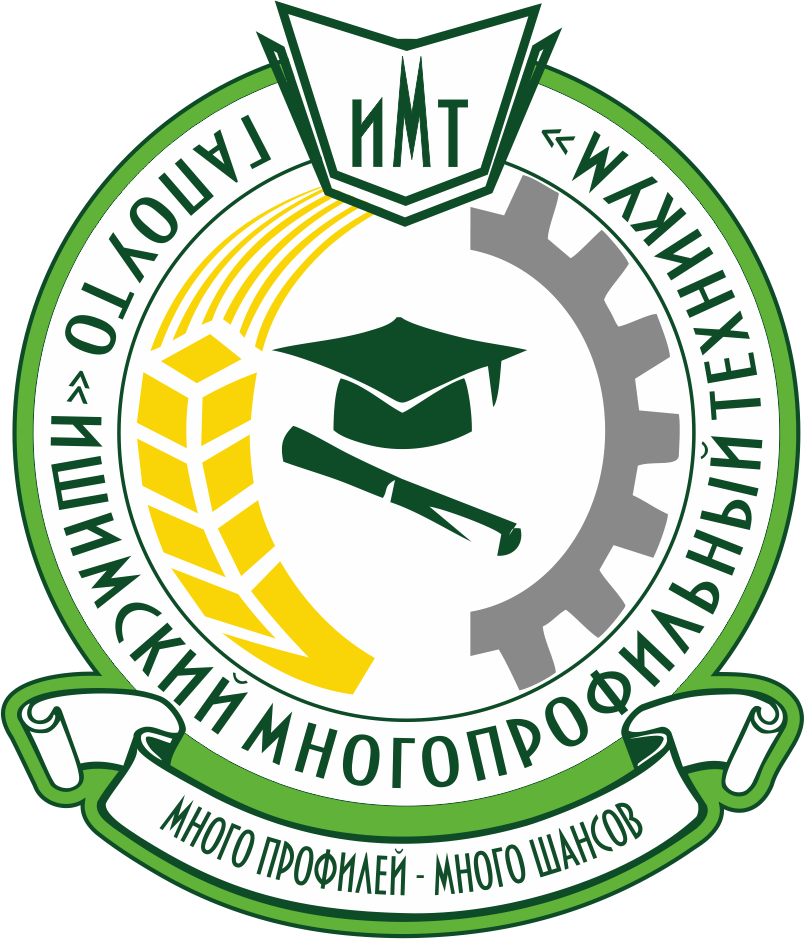 ИМТ
ГАПОУ ТО «ИШИМСКИЙ МНОГОПРОФИЛЬНЫЙ ТЕХНИКУМ»
МНОГО ПРОФИЛЕЙ - МНОГО ШАНСОВ